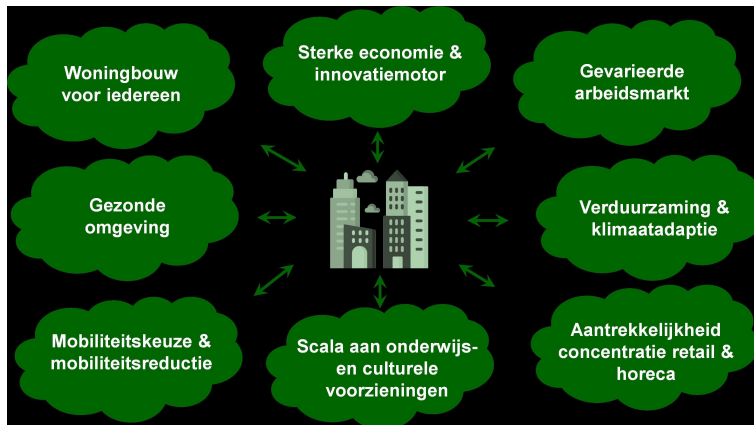 Woningbouw
voor iedereen
Sterke economie &
innovatiemotor
Gevarieerde
arbeidsmarkt
Gezonde
omgeving
Verduurzaming &
klimaatadaptie
Mobiliteitskeuze &
mobiliteitsreductie
Scala aan onderwijs-
en culturele
voorzieningen
Aantrekkelijkheid
concentratie retail &
horeca